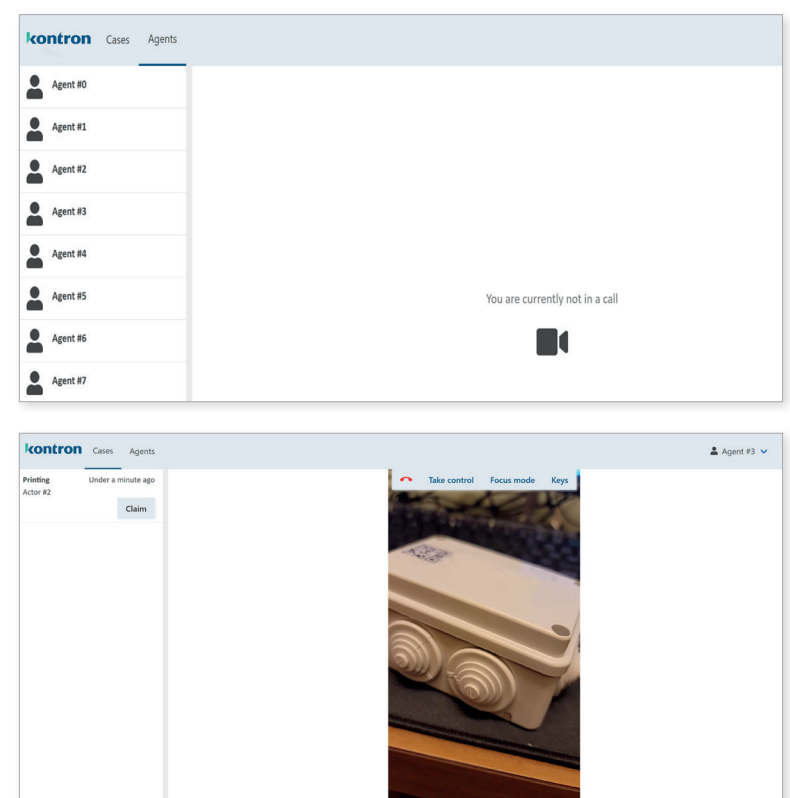 kontron Cases Agents
Agent #0
Agent #1
Agent #2
Agent #3
Agent #4
Agent #5
Agent #6
Agent #7
You are currently not in a call
kontron Cases Agents
Agent #3
Printing Under a minute ago
Actor #2
Claim
Take control Focus mode Keys